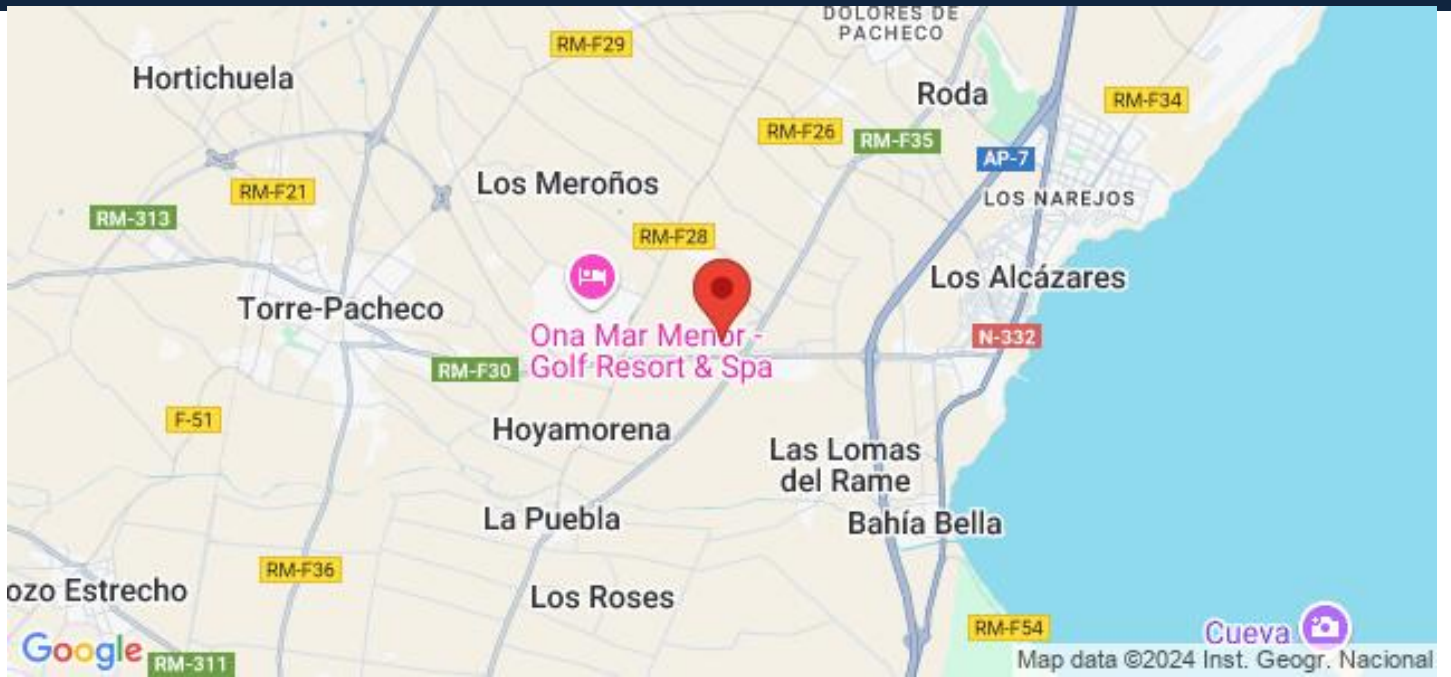 DOLORES DE
PACHECO
RM-F29
Hortichuela
Roda
RM-F34
RM-F26
RM-F35
AP-7
Los Meroños
RM-F21
LOS NAREJOS
RM-313
RM-F28
Los Alcázares
Torre-Pacheco
Ona Mar Menor -
Golf Resort & Spa
N-332
RM-F30
F-51
Hoyamorena
Las Lomas
del Rame
La Puebla
Bahía Bella
RM-F36
ozo Estrecho
Los Roses
RM-F54
Cueva
Google
RM-311
Map data ©2024 Inst. Geogr. Nacional